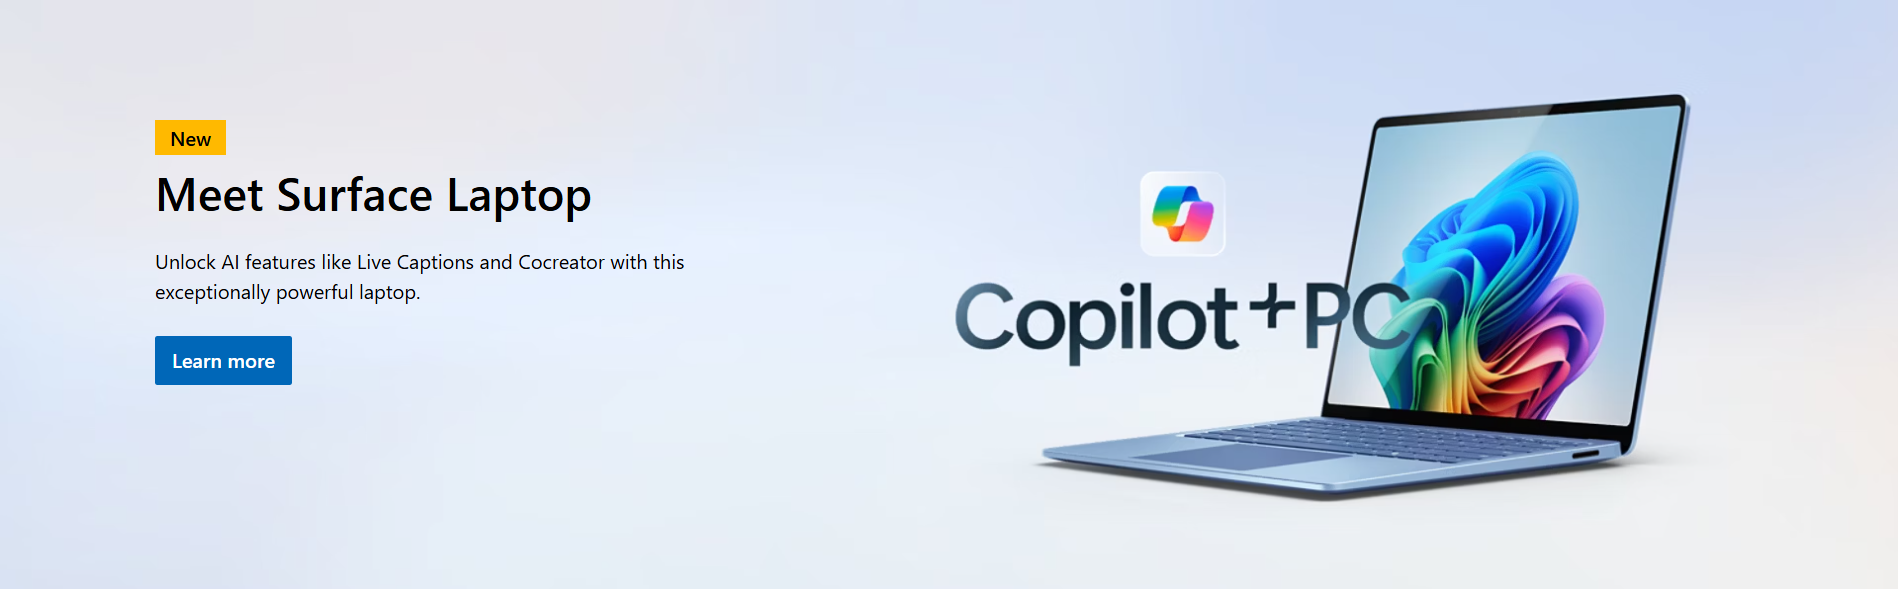 New
Meet Surface Laptop
Unlock AI features like Live Captions and Cocreator with this
exceptionally powerful laptop.
Learn more
Copilot+PC